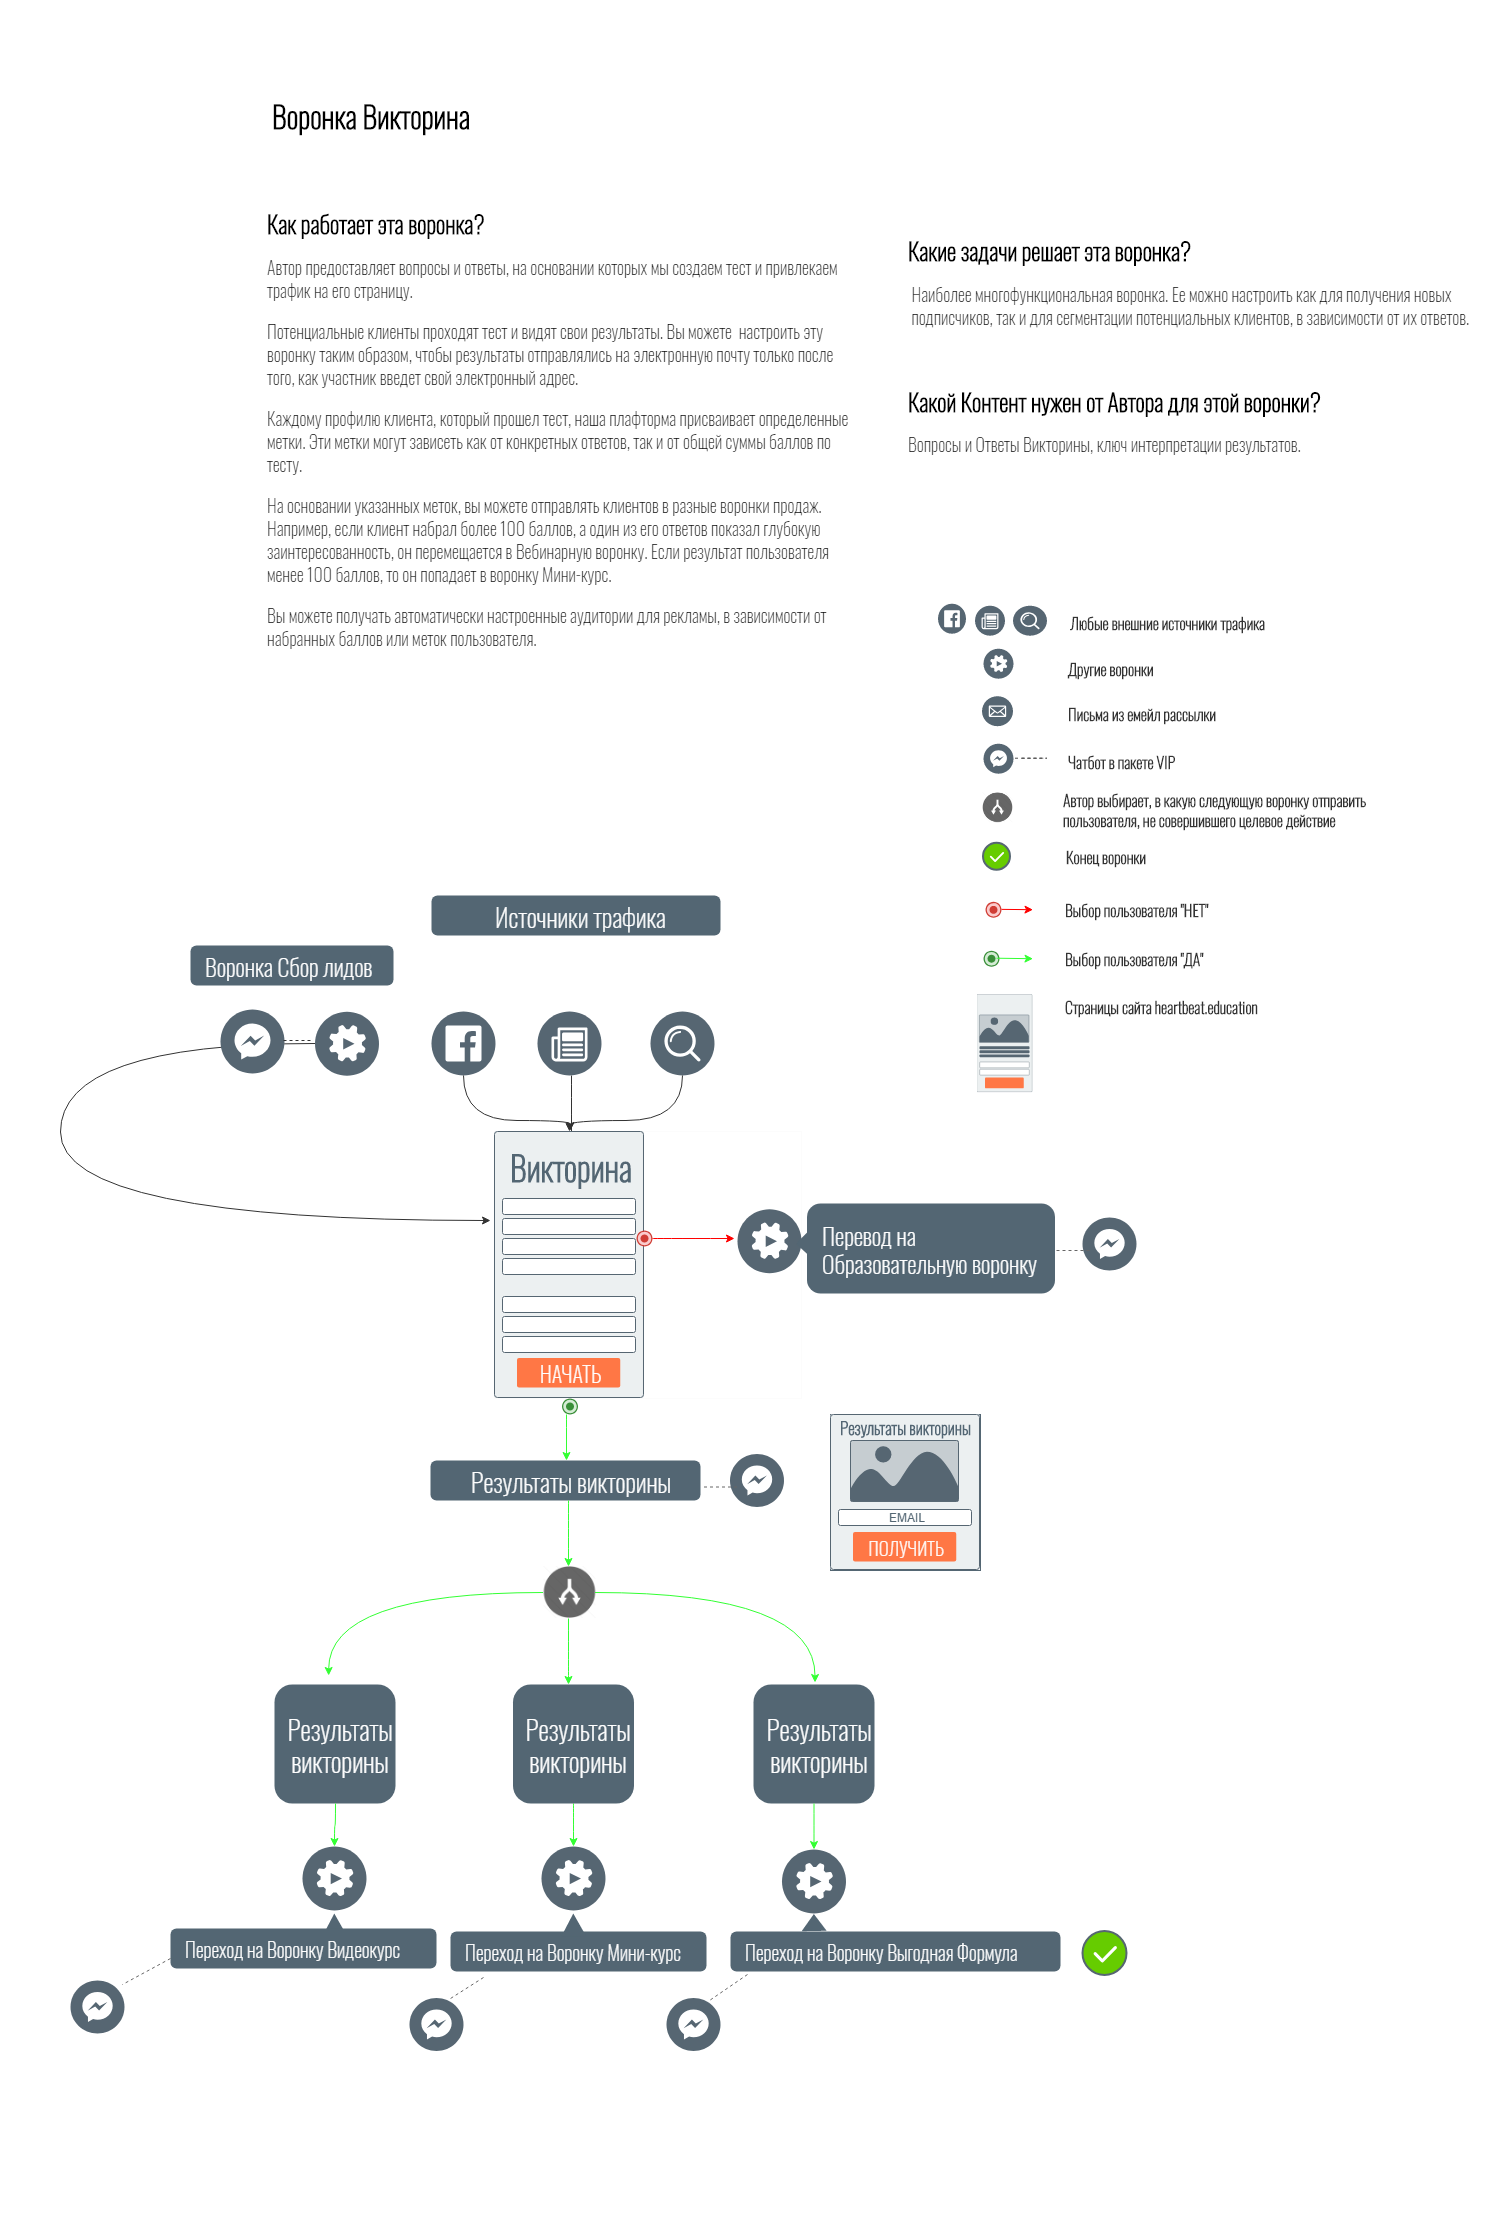 Воронка Викторина
Как работает эта воронка?
Автор предоставляет вопросы и ответы, на основании которых мы создаем тест и привлекаем
трафик на его страницу.
Потенциальные клиенты проходят тест и видят свои результаты. Вы можете настроить эту
воронку таким образом, чтобы результаты отправлялись на электронную почту только после
того, как участник введет свой электронный адрес.
Каждому профилю клиента, который прошел тест, наша плафторма присваивает определенные
метки. Эти метки могут зависеть как от конкретных ответов, так и от общей суммы баллов по
тесту.
На основании указанных меток, вы можете отправлять клиентов в разные воронки продаж.
Например, если клиент набрал более 100 баллов, а один из его ответов показал глубокую
заинтересованность, он перемещается в Вебинарную воронку. Если результат пользователя
менее 100 баллов, то он попадает в воронку Мини-курс.
Вы можете получать автоматически настроенные аудитории для рекламы, в зависимости от
набранных баллов или меток пользователя.
Какие задачи решает эта воронка?
Наиболее многофункциональная воронка. Ее можно настроить как для получения новых
подписчиков, так и для сегментации потенциальных клиентов, в зависимости от их ответов.
Какой Контент нужен от Автора для этой воронки?
Вопросы и Ответы Викторины, ключ интерпретации результатов.
Любые внешние источники трафика
Другие воронки
Письма из емейл рассылки
Чатбот в пакете VIP
Автор выбирает, в какую следующую воронку отправить
пользователя, не совершившего целевое действие
Конец воронки
Выбор пользователя "НЕТ"
Выбор пользователя "ДА"
Страницы сайта heartbeat.education
Источники трафика
Воронка Сбор лидов
Викторина
НАЧАТЬ
Перевод на
Образовательную воронку
Результаты викторины
Результаты викторины
EMAIL
ПОЛУЧИТЬ
Результаты
викторины
Результаты
викторины
Результаты
викторины
Переход на Воронку Видеокурс
Переход на Воронку Мини-курс
Переход на Воронку Выгодная Формула